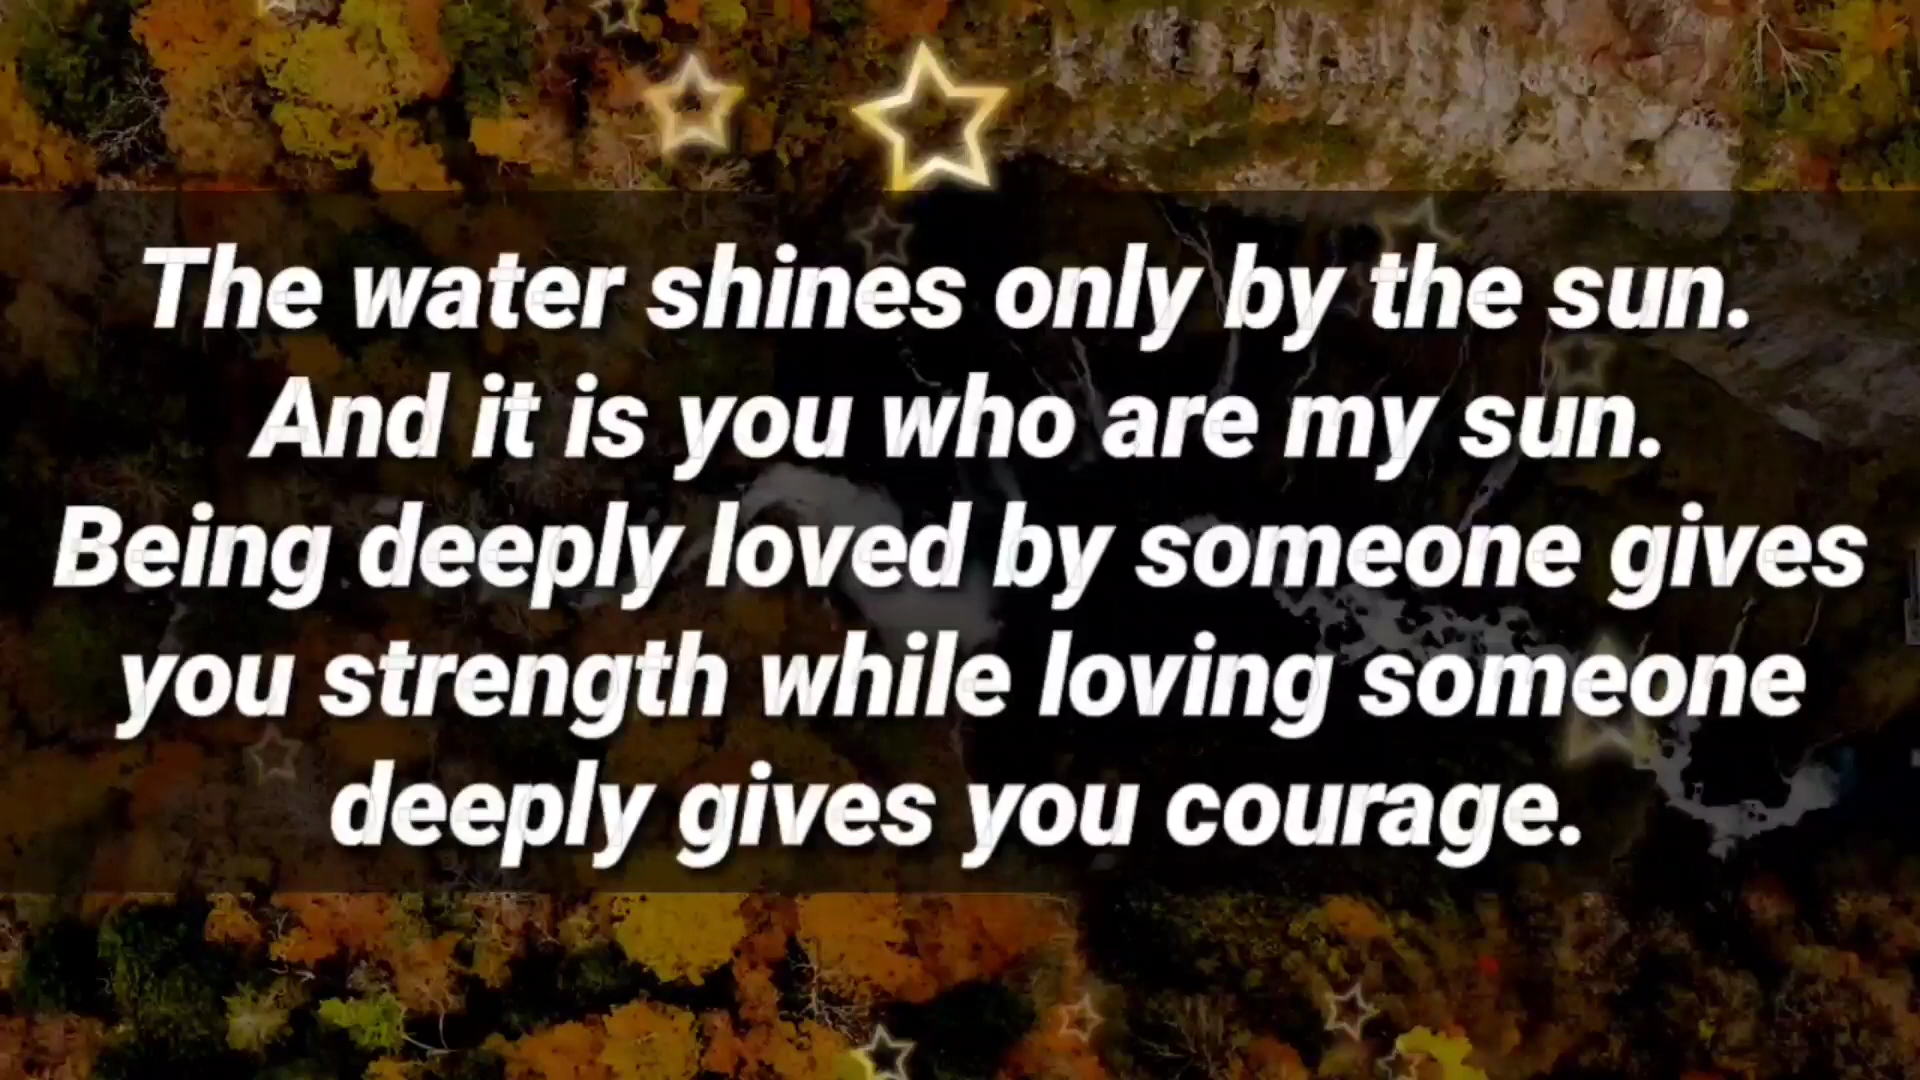 The water shines only by the sun.
And it is you who are my sun.
Being deeply loved by someone gives
you strength while loving someone
deeply gives you courage.